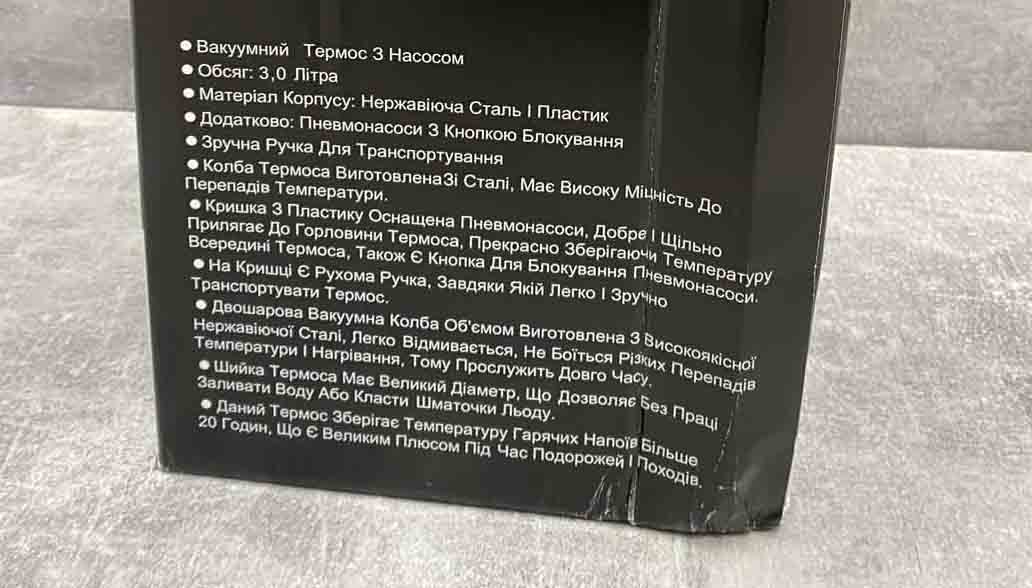 ● Вакуумний Термос З Насосом
● Обсяг: 3,0 Літра
● Матеріал Корпусу: Нержавіюча Сталь І Пластик
● Додатково: Пневмонасоси З Кнопкою Блокування
● Зручна Ручка Для Транспортування
● Колба Термоса ВиготовленаЗі Сталі, Має Високу Міцність До
Перепадів Температури.
● Кришка З Пластику Оснащена Пневмонасоси, Добре І Щільно
Прилягає До Горловини Термоса, Прекрасно Зберігаючи Температуру
Всередині Термоса, Також Є Кнопка Для Блокування Пневмонасоси.
● На Кришці Є Рухома Ручка, Завдяки Якій Легко І Зручно
Транспортувати Термос.
● Двошарова Вакуумна Колба Об'ємом Виготовлена З Високоякісної
Нержавіючої Сталі, Легко Відмивається, Не Боїться Різких Перепадів
Температури І Нагрівання, Тому Прослужить Довго Часу.
● Шийка Термоса Має Великий Діаметр, Що Дозволяє Без Праці
Заливати Воду Або Класти Шматочки Льоду.
● Даний Термос Зберігає Температуру Гарячих Напоїв Більше
20 Годин, Що Є Великим Плюсом Під Час Подорожей І Походів.